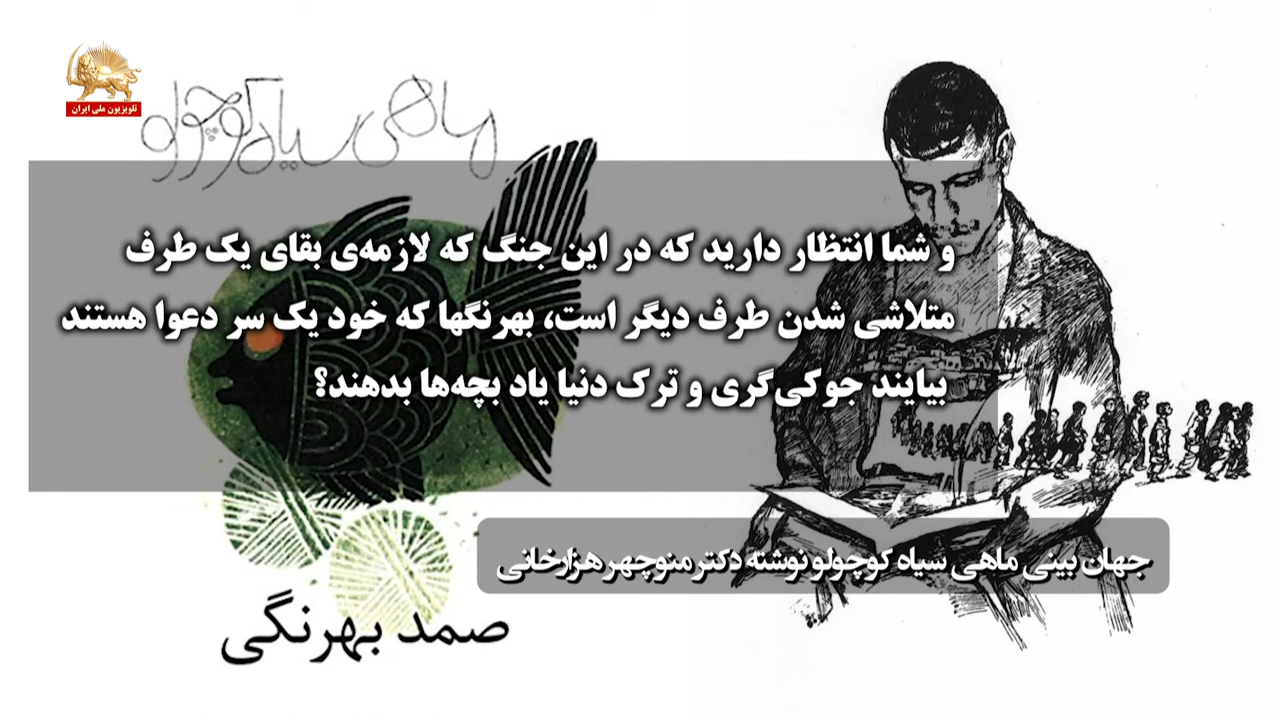 تلویزیون ملی ایران
ماهی سیاه کوچولو
و شما انتظار دارید که در این جنگ که لازمه‌ی بقای یک طرف
متلاشی شدن طرف دیگر است، بهرنگها که خود یک سر دعوا هستند
بیایند جوکی‌گری و ترک دنیا یاد بچه‌ها بدهند؟
جهان بینی ماهی سیاه کوچولو نوشته دکتر منوچهر هزارخانی
صمد بهرنگی